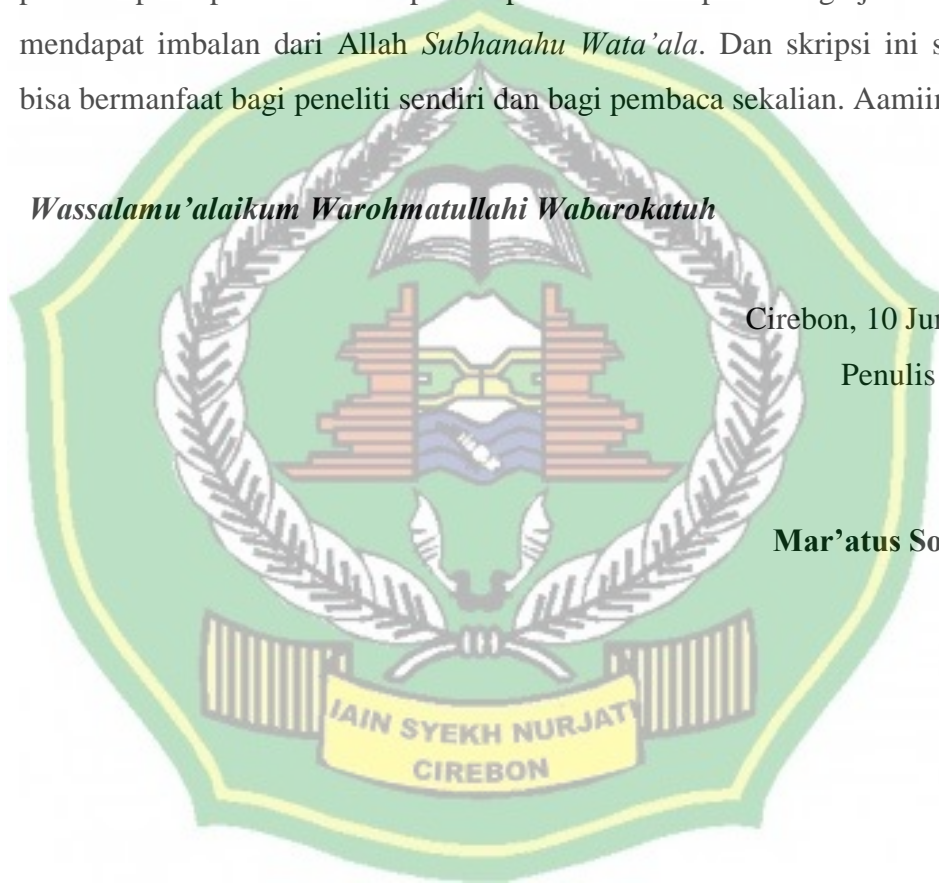 mendapat imbalan dari Allah Subhanahu Wata’ala. Dan skripsi ini
bisa bermanfaat bagi peneliti sendiri dan bagi pembaca sekalian.
Wassalamu’alaikum Warohmatullahi Wabarokatuh
Cirebon, 10
Penulis
Mar’atus
IAIN SYEKH NURJATI
CIREBON